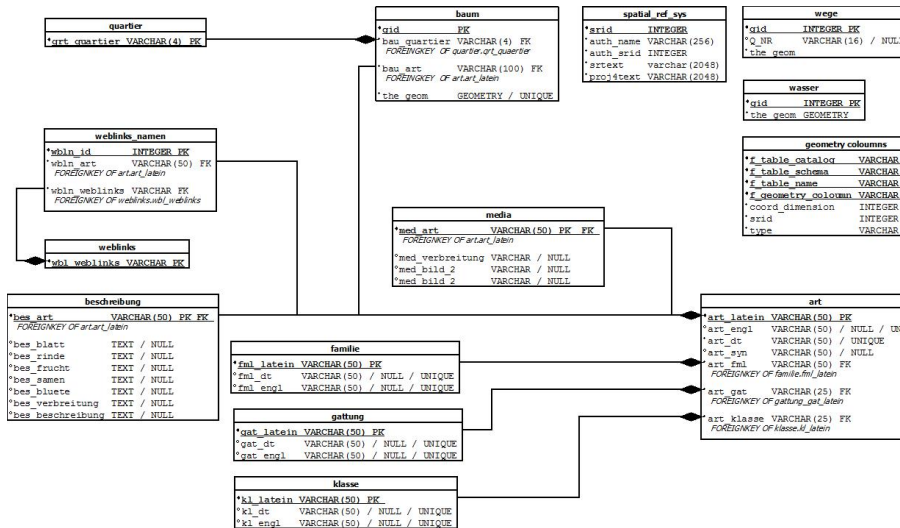 quartier
qrt_quartier VARCHAR(4) PK
baum
gid PK
bau_quartier VARCHAR(4) FK
FOREINGKEY OF quartier.qrt_quaertier
bau_art VARCHAR(100) FK
FOREINGKEY OF art.art_latein
the_geom GEOMETRY / UNIQUE
spatial_ref_sys
srid INTEGER
auth_name VARCHAR(256)
auth_srid INTEGER
srtext varchar(2048)
proj4text VARCHAR(2048)
wege
gid INTEGER PK
Q_NR VARCHAR(16) / NULL
the_geom
wasser
gid INTEGER PK
the_geom GEOMETRY
geometry coloumns
f_table_catalog VARCHAR
f_table_schema VARCHAR
f_table_name VARCHAR
f_geometry_coloumn VARCHAR
coord_dimension INTEGER
srid INTEGER
type VARCHAR
weblinks_namen
wbln_id INTEGER PK
wbln_art VARCHAR(50) FK
FOREIGNKEY OF art.art_latein
wbln_weblinks VARCHAR FK
FOREIGNKEY OF weblinks.wbl_weblinks
weblinks
wbl_weblinks VARCHAR PK
media
med_art VARCHAR(50) PK FK
FOREIGNKEY OF art.art_latein
med_verbreitung VARCHAR / NULL
med_bild_2 VARCHAR / NULL
med_bild_2 VARCHAR / NULL
beschreibung
bes_art VARCHAR(50) PK FK
FOREIGNKEY OF art.art_latein
bes_blatt TEXT / NULL
bes_rinde TEXT / NULL
bes_frucht TEXT / NULL
bes_samen TEXT / NULL
bes_bluete TEXT / NULL
bes_verbreitung TEXT / NULL
bes_beschreibung TEXT / NULL
familie
fml_latein VARCHAR(50) PK
fml_dt VARCHAR(50) / NULL / UNIQUE
fml_engl VARCHAR(50) / NULL / UNIQUE
gattung
gat_latein VARCHAR(50) PK
gat_dt VARCHAR(50) / NULL / UNIQUE
gat_engl VARCHAR(50) / NULL / UNIQUE
klasse
kl_latein VARCHAR(50) PK
kl_dt VARCHAR(50) / NULL / UNIQUE
kl_engl VARCHAR(50) / NULL / UNIQUE
art
art_latein VARCHAR(50) PK
art_engl VARCHAR(50) / NULL / UN
art_dt VARCHAR(50) / UNIQUE
art_syn VARCHAR(50) / NULL
art_fml VARCHAR(50) FK
FOREIGNKEY OF familie.fml_latein
art_gat VARCHAR(25) FK
FOREIGNKEY OF gattung_gat_latein
art_klasse VARCHAR(25) FK
FOREIGNKEY OF klasse.kl_latein